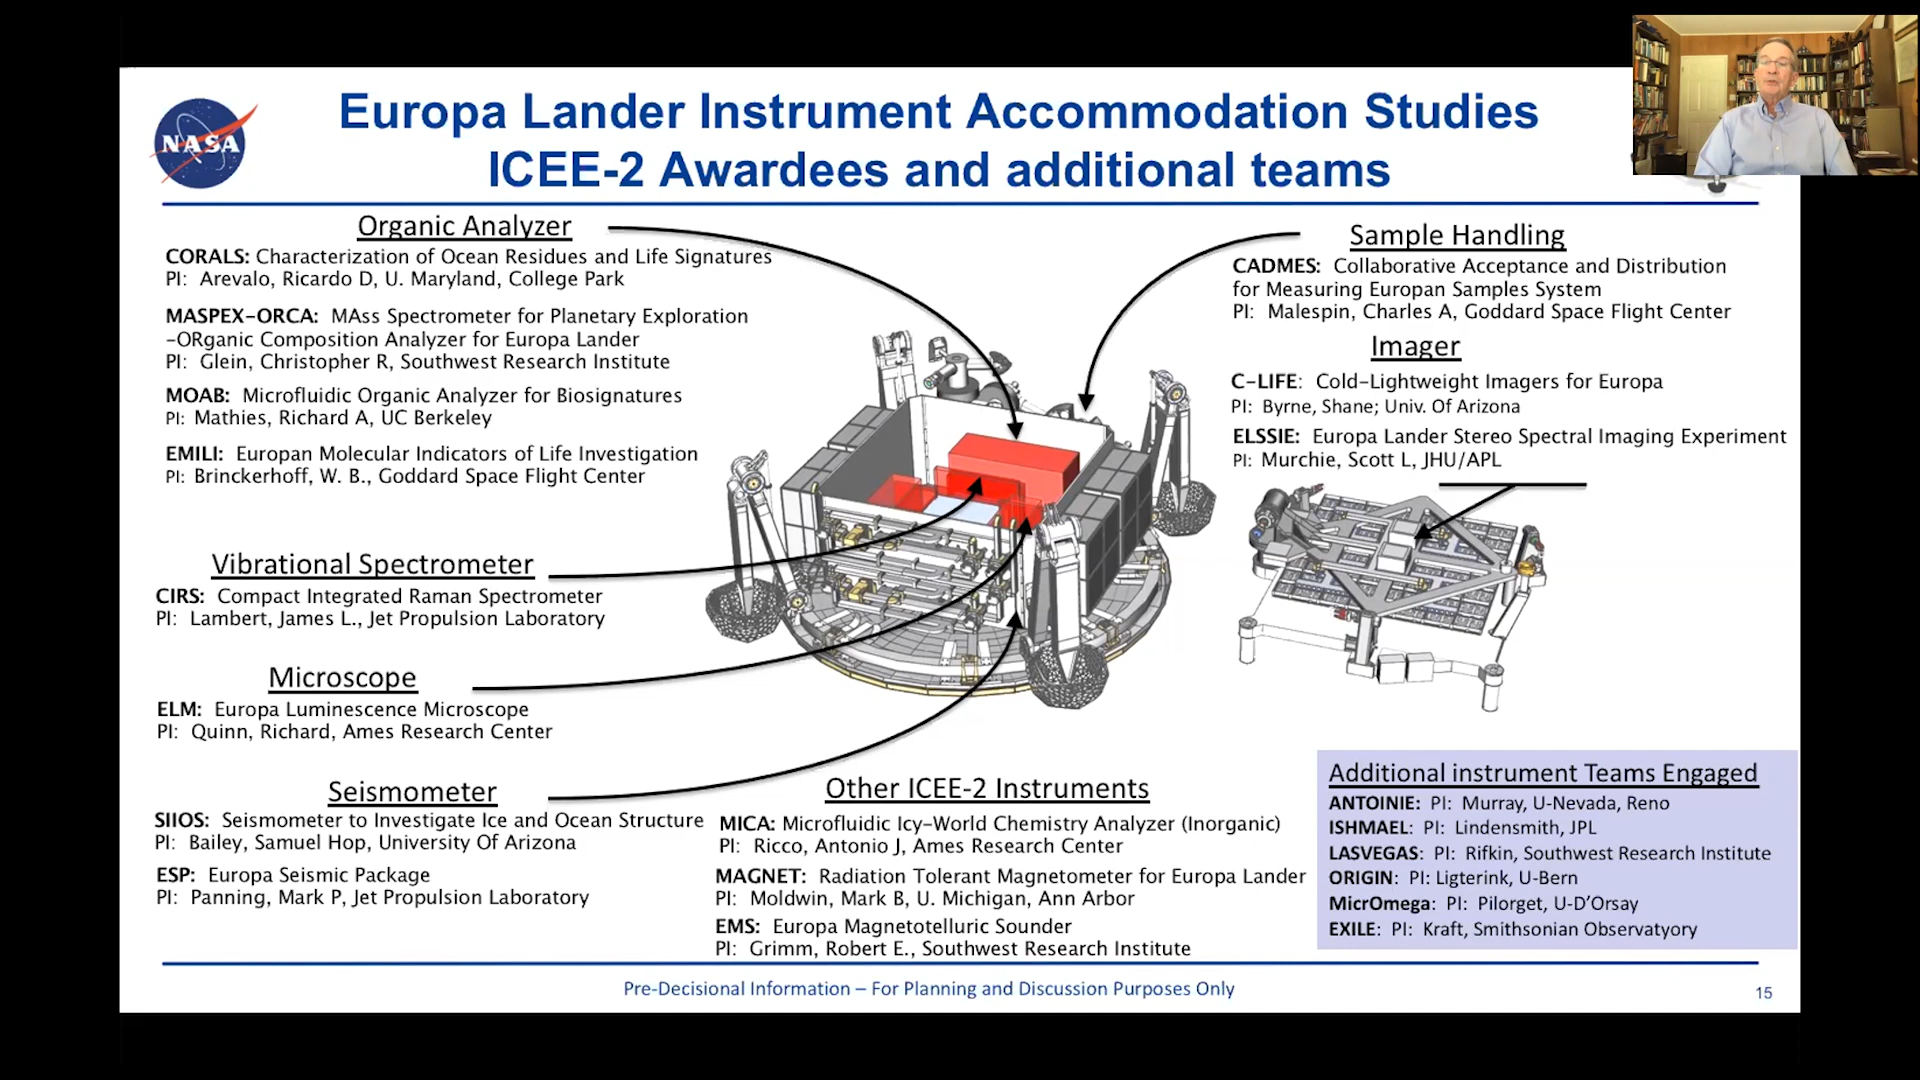 NASA
Europa Lander Instrument Accommodation Studies
ICEE-2 Awardees and additional teams
Organic Analyzer
CORALS: Characterization of Ocean Residues and Life Signatures
PI: Arevalo, Ricardo D, U. Maryland, College Park
MASPEX-ORCA: MAss Spectrometer for Planetary Exploration
-ORganic Composition Analyzer for Europa Lander
PI: Glein, Christopher R, Southwest Research Institute
MOAB: Microfluidic Organic Analyzer for Biosignatures
PI: Mathies, Richard A, UC Berkeley
EMILI: European Molecular Indicators of Life Investigation
PI: Brinckerhoff, W. B., Goddard Space Flight Center
Vibrational Spectrometer
CIRS: Compact Integrated Raman Spectrometer
PI: Lambert, James L., Jet Propulsion Laboratory
Microscope
ELM: Europa Luminescence Microscope
PI: Quinn, Richard, Ames Research Center
Seismometer
SIIOS: Seismometer to Investigate Ice and Ocean Structure
PI: Bailey, Samuel Hop, University Of Arizona
ESP: Europa Seismic Package
PI: Panning, Mark P, Jet Propulsion Laboratory
Sample Handling
CADMES: Collaborative Acceptance and Distribution
for Measuring Europan Samples System
PI: Malespin, Charles A, Goddard Space Flight Center
Imager
C-LIFE: Cold-Lightweight Imagers for Europa
PI: Byrne, Shane; Univ. Of Arizona
ELSSIE: Europa Lander Stereo Spectral Imaging Experiment
PI: Murchie, Scott L, JHU/APL
Other ICEE-2 Instruments
MICA: Microfluidic Icy-World Chemistry Analyzer (Inorganic)
PI: Ricco, Antonio J, Ames Research Center
MAGNET: Radiation Tolerant Magnetometer for Europa Lander
PI: Moldwin, Mark B, U. Michigan, Ann Arbor
EMS: Europa Magnetotelluric Sounder
PI: Grimm, Robert E., Southwest Research Institute
Additional instrument Teams Engaged
ANTOINIE: PI: Murray, U-Nevada, Reno
ISHMAEL: PI: Lindensmith, JPL
LASVEGAS: PI: Rifkin, Southwest Research Institute
ORIGIN: PI: Ligterink, U-Bern
MicrOmega: PI: Pilorget, U-D'Orsay
EXILE: PI: Kraft, Smithsonian Observatyory
Pre-Decisional Information – For Planning and Discussion Purposes Only
15